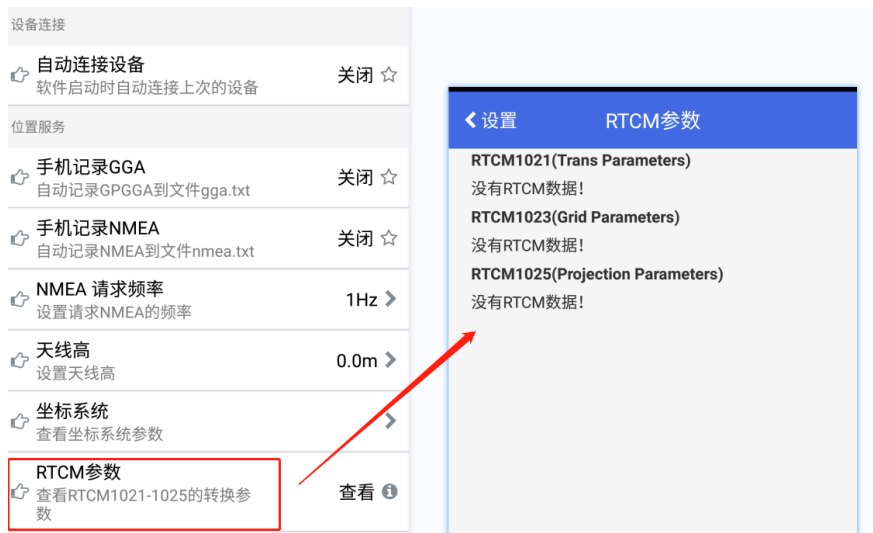 设备连接
自动连接设备
关闭
软件启动时自动连接上次的设备
位置服务
手机记录GGA
关闭
自动记录GPGGA到文件gga.txt
手机记录NMEA
关闭
自动记录NMEA到文件nmea.txt
NMEA 请求频率
1Hz
设置请求NMEA的频率
天线高
0.0m
设置天线高
坐标系统
查看坐标系统参数
RTCM参数
查看
查看RTCM1021-1025的转换参
数
设置
RTCM参数
RTCM1021(Trans Parameters)
没有RTCM数据！
RTCM1023(Grid Parameters)
没有RTCM数据！
RTCM1025(Projection Parameters)
没有RTCM数据！